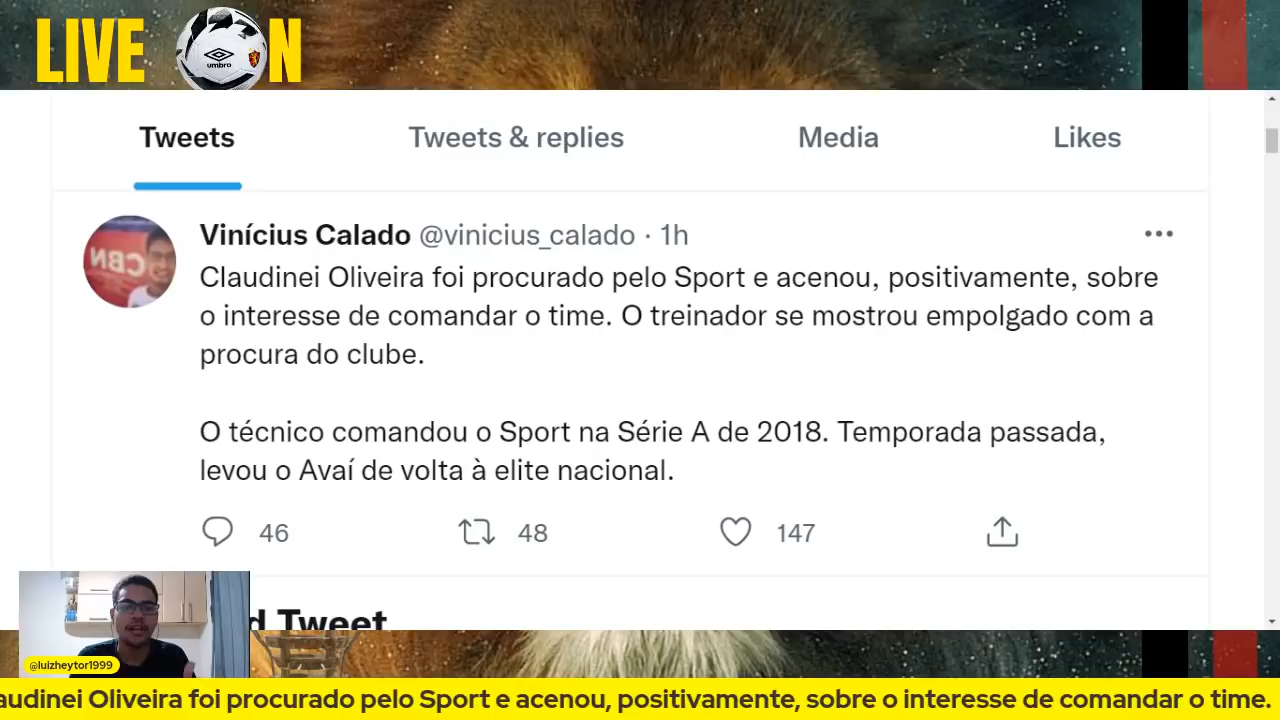 LIVE N
umbro
Tweets Tweets & replies Media Likes
Vinícius Calado @vinicius_calado · 1h
CBN
Claudinei Oliveira foi procurado pelo Sport e acenou, positivamente, sobre
o interesse de comandar o time. O treinador se mostrou empolgado com a
procura do clube.
O técnico comandou o Sport na Série A de 2018. Temporada passada,
levou o Avaí de volta à elite nacional.
46 48 147
d Tweet
@luizheytor1999
audinei Oliveira foi procurado pelo Sport e acenou, positivamente, sobre o interesse de comandar o time.